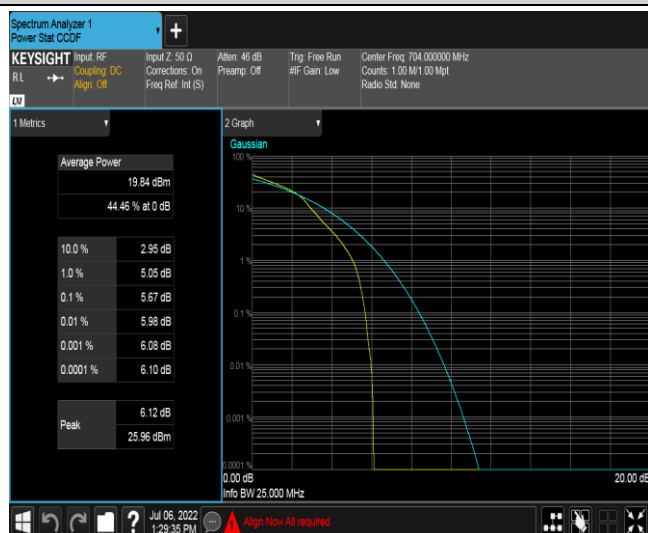 Spectrum Analyzer 1
Power Stat CCDF
+
KEYSIGHT
RL
LXI
Input: RF
Coupling: DC
Align: Off
Input Z: 50 Ω
Corrections: On
Freq Ref: Int (S)
Atten: 46 dB
Preamp: Off
Trig: Free Run
#IF Gain: Low
Center Freq: 704.000000 MHz
Counts: 1.00 M/1.00 Mpt
Radio Std: None
1 Metrics
Average Power
19.84 dBm
44.46 % at 0 dB
10.0 % 2.95 dB
1.0 % 5.05 dB
0.1 % 5.67 dB
0.01 % 5.98 dB
0.001 % 6.08 dB
0.0001 % 6.10 dB
Peak
6.12 dB
25.96 dBm
2 Graph
Gaussian
100 %
10 %
1 %
0.1 %
0.01 %
0.001 %
0.0001 %
0.00 dB 20.00 dB
Info BW 25.000 MHz
?
Jul 06, 2022
1:29:35 PM
Align Now All required